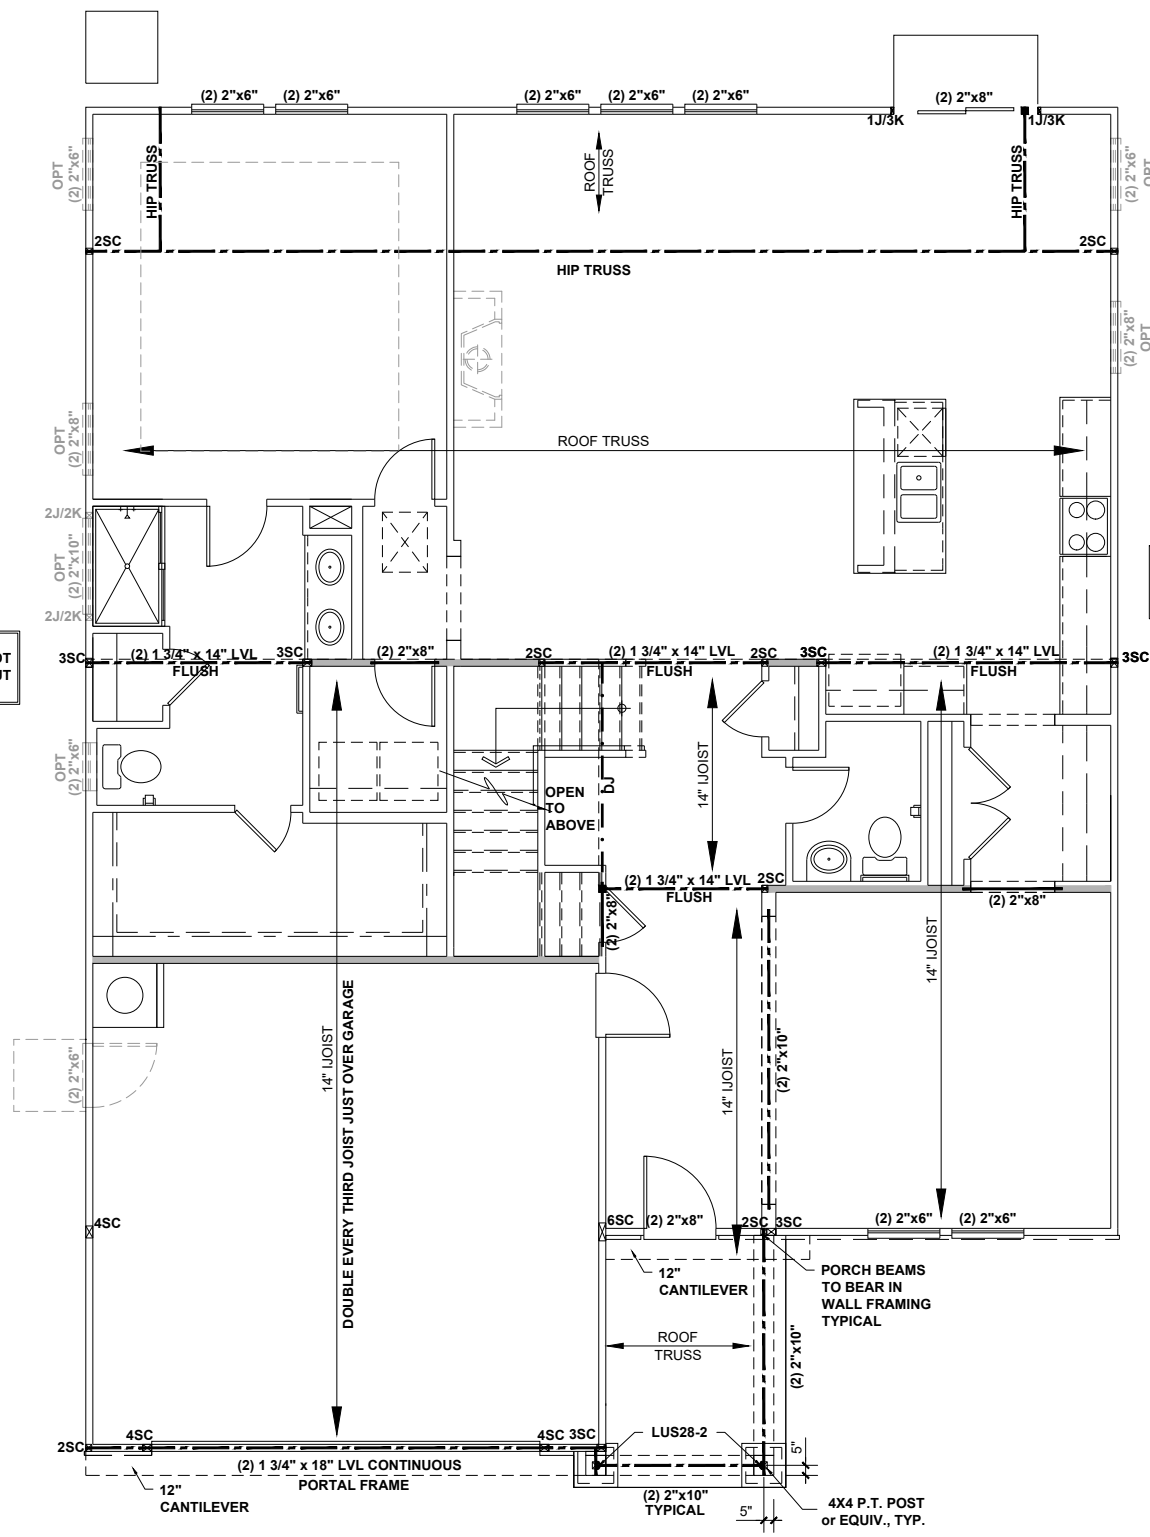 (2) 2"x6"
(2) 2"x6"
(2) 2"x6"
(2) 2"x6"
(2) 2"x6"
(2) 2"x8"
1J/3K
1J/3K
OPT
(2) 2"x6"
HIP TRUSS
ROOF
TRUSS
HIP TRUSS
(2) 2"x6"
OPT
2SC
2SC
HIP TRUSS
(2) 2"x8"
OPT
OPT
(2) 2"x8"
ROOF TRUSS
2J/2K
OPT
(2) 2"x10"
2J/2K
OT
UT
3SC
(2) 1 3/4" x 14" LVL
FLUSH
3SC
(2) 2"x8"
2SC
(2) 1 3/4" x 14" LVL
FLUSH
2SC
3SC
(2) 1 3/4" x 14" LVL
FLUSH
3SC
OPT
(2) 2"x6"
14" IJOIST
DJ
OPEN
TO
ABOVE
(2) 1 3/4" x 14" LVL
FLUSH
2SC
(2) 2"x8"
(2) 2"x8"
14" IJOIST
14" IJOIST
DOUBLE EVERY THIRD JOIST JUST OVER GARAGE
14" IJOIST
(2) 2"x10"
(2) 2"x6"
4SC
6SC
(2) 2"x8"
2SC
3SC
(2) 2"x6"
(2) 2"x6"
12"
CANTILEVER
PORCH BEAMS
TO BEAR IN
WALL FRAMING
TYPICAL
ROOF
TRUSS
(2) 2"x10"
2SC
4SC
4SC
3SC
LUS28-2
5"
(2) 1 3/4" x 18" LVL CONTINUOUS
PORTAL FRAME
12"
CANTILEVER
(2) 2"x10"
TYPICAL
5"
4X4 P.T. POST
or EQUIV., TYP.